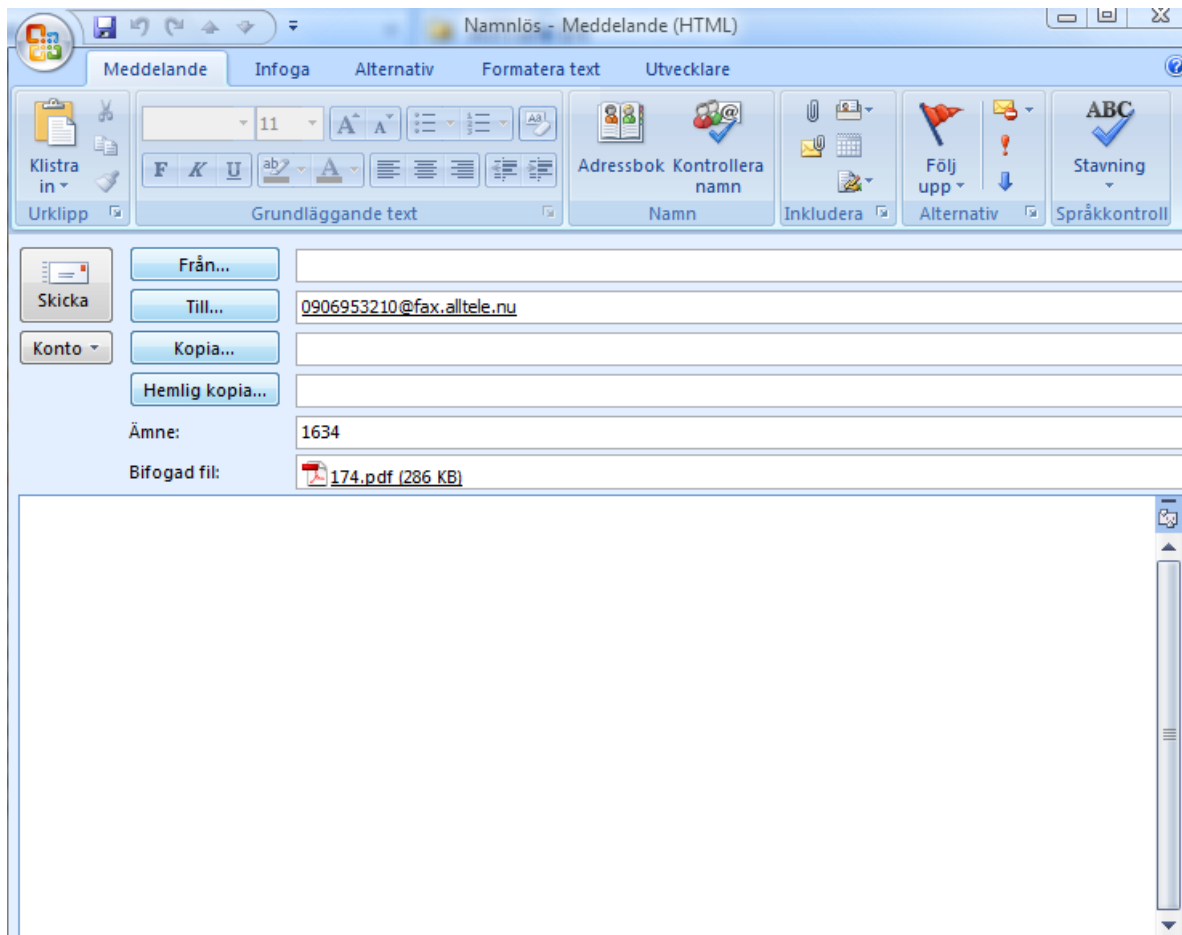 Namnlös - Meddelande (HTML)
Meddelande Infoga Alternativ Formatera text Utvecklare
Klistra in
11
F K U
Adressbok Kontrollera namn
Följ upp
ABC
Stavning
Urklipp Grundläggande text Namn Inkludera Alternativ Språkkontroll
Skicka
Från...
Till... 0906953210@fax.alltele.nu
Konto Kopia...
Hemlig kopia...
Ämne: 1634
Bifogad fil: 174.pdf (286 KB)